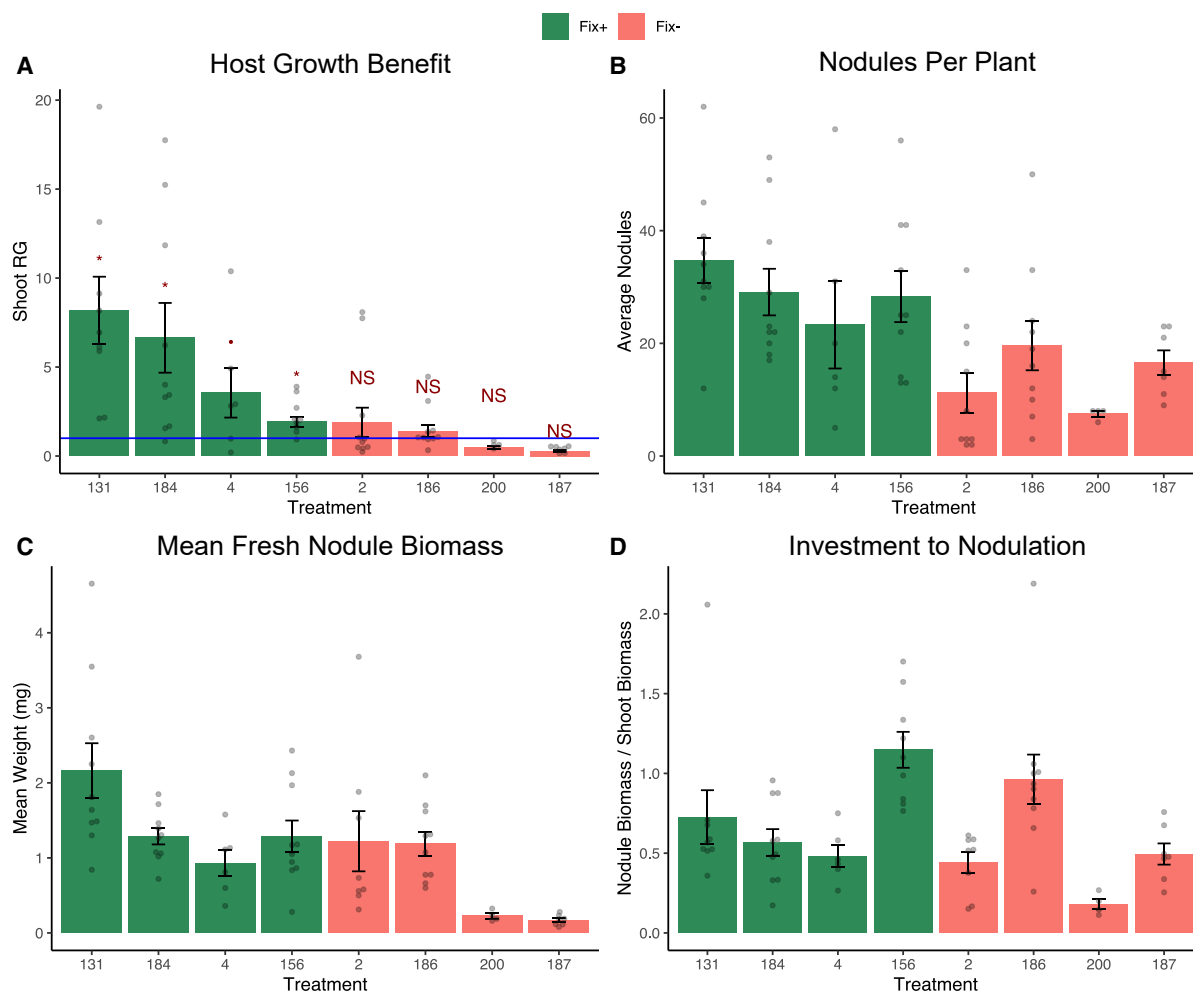 Fix+ Fix-
A Host Growth Benefit
20
15
10
5
0
Shoot RG
* * • * NS NS NS NS
131 184 4 156 2 186 200 187
Treatment
B Nodules Per Plant
60
40
20
0
Average Nodules
131 184 4 156 2 186 200 187
Treatment
C Mean Fresh Nodule Biomass
4
3
2
1
0
Mean Weight (mg)
131 184 4 156 2 186 200 187
Treatment
D Investment to Nodulation
2.0
1.5
1.0
0.5
0.0
Nodule Biomass / Shoot Biomass
131 184 4 156 2 186 200 187
Treatment